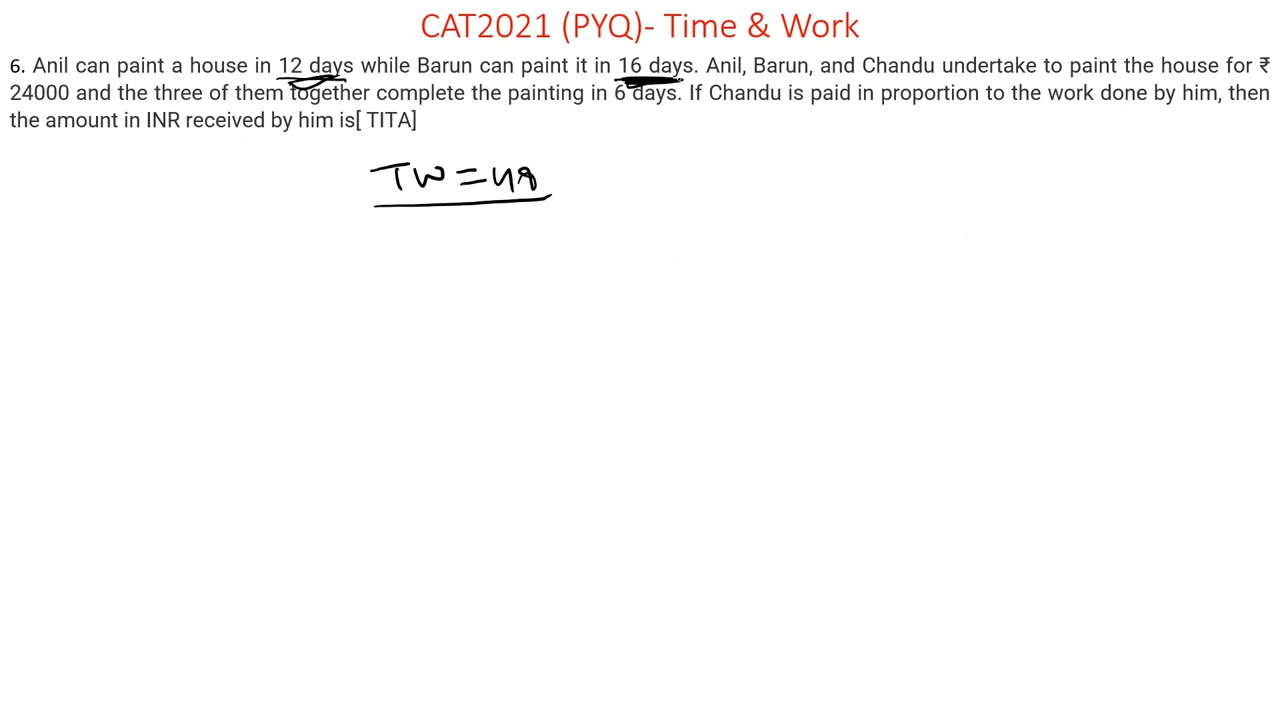 CAT2021 (PYQ)- Time & Work
6. Anil can paint a house in 12 days while Barun can paint it in 16 days. Anil, Barun, and Chandu undertake to paint the house for ₹
24000 and the three of them together complete the painting in 6 days. If Chandu is paid in proportion to the work done by him, then
the amount in INR received by him is[ TITA]
TW = 48